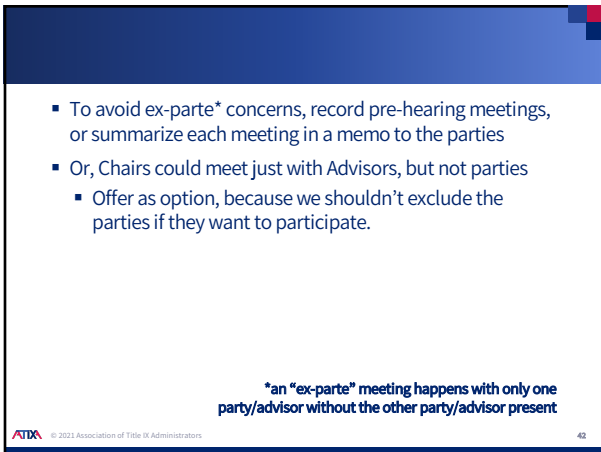 ▪ To avoid ex-parte* concerns, record pre-hearing meetings,
or summarize each meeting in a memo to the parties
▪ Or, Chairs could meet just with Advisors, but not parties
▪ Offer as option, because we shouldn’t exclude the
parties if they want to participate.
*an “ex-parte” meeting happens with only one
party/advisor without the other party/advisor present
ATIXA © 2021 Association of Title IX Administrators 42